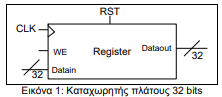 RST
CLK
WE
Register
Dataout
32
Datain
32
Εικόνα 1: Καταχωρητής πλάτους 32 bits